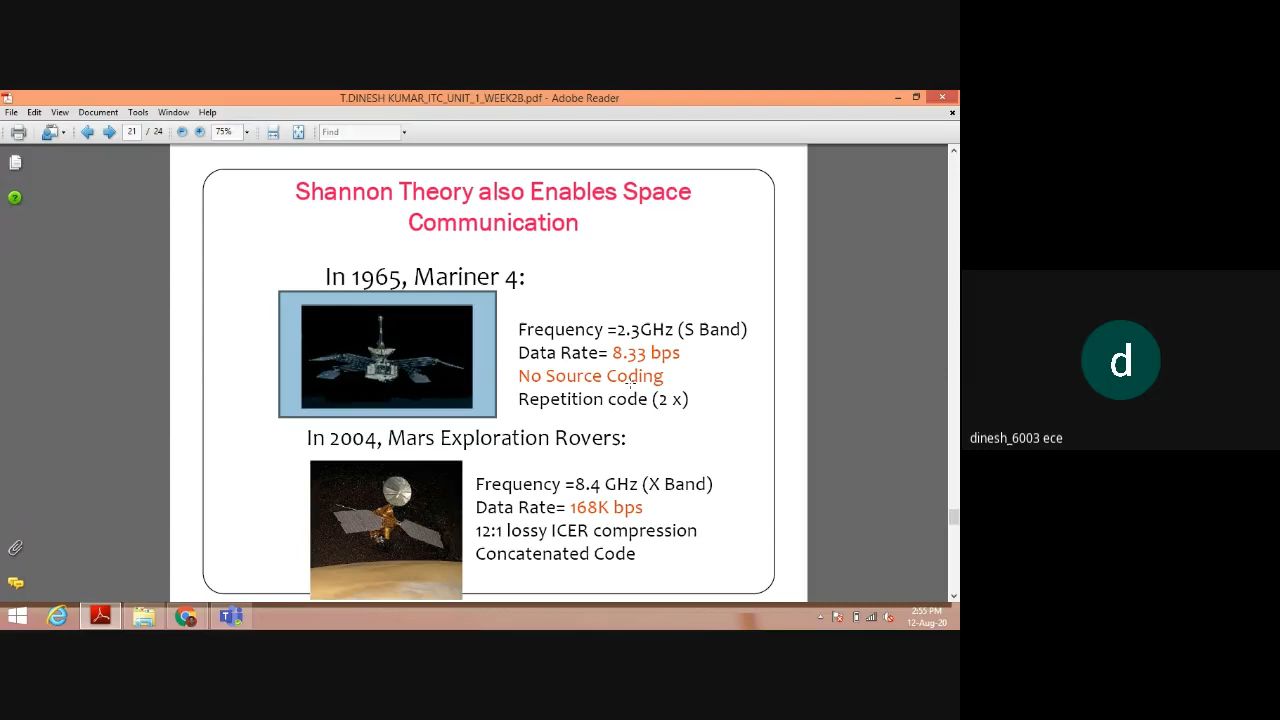 T.DINESH KUMAR_ITC_UNIT_1_WEEK2B.pdf - Adobe Reader
File Edit View Document Tools Window Help
21 / 24 75% Find
Shannon Theory also Enables Space
Communication
In 1965, Mariner 4:
Frequency =2.3GHz (S Band)
Data Rate= 8.33 bps
No Source Coding
Repetition code (2 x)
In 2004, Mars Exploration Rovers:
Frequency =8.4 GHz (X Band)
Data Rate= 168K bps
12:1 lossy ICER compression
Concatenated Code
d
dinesh_6003 ece
2:55 PM
12-Aug-20